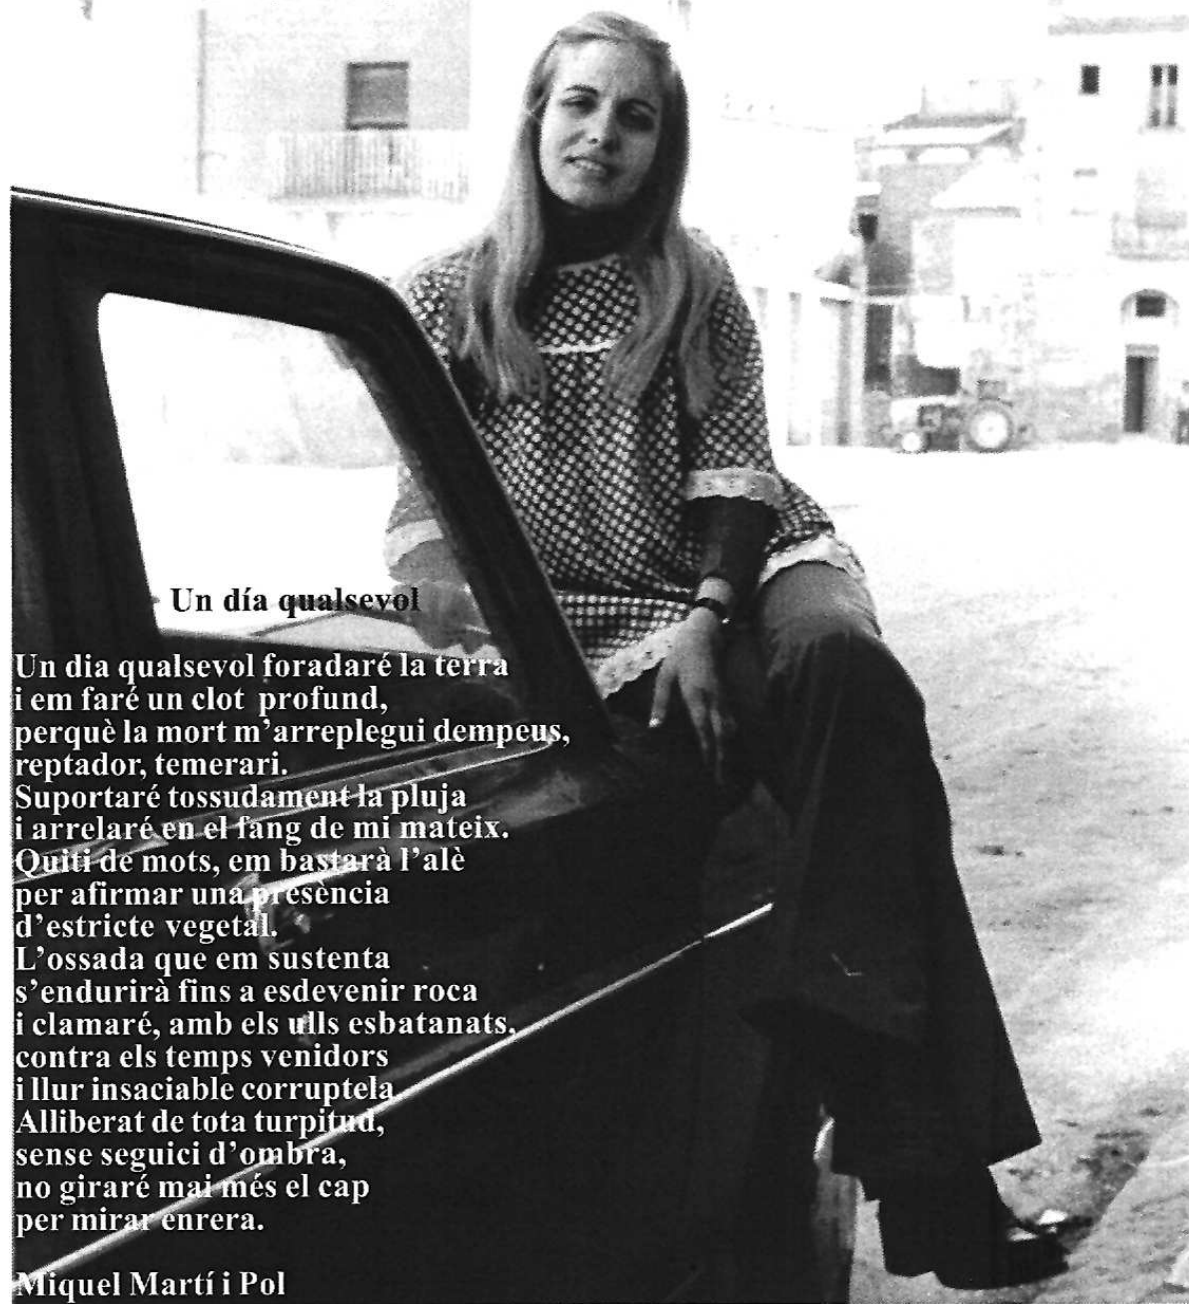 Un día qualsevol
Un dia qualsevol foradaré la terra
i em faré un clot profund,
perquè la mort m'arreplegui dempeus,
reptador, temerari.
Suportaré tossudament la pluja
i arrelaré en el fang de mi mateix.
Quiti de mots, em bastarà l'alè
per afirmar una presència
d'estricte vegetal.
L'ossada que em sustenta
s'endurirà fins a esdevenir roca
i clamaré, amb els ulls esbatanats,
contra els temps venidors
i llur insaciable corruptela
Alliberat de tota turpitud,
sense seguici d'ombra,
no giraré mai més el cap
per mirar enrera.
Miquel Martí i Pol